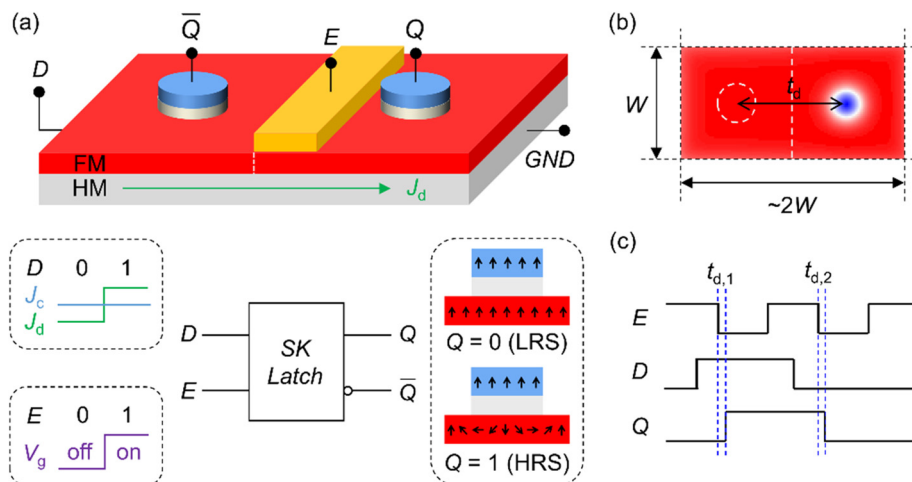 (a)
Q̅
E
Q
D
FM
HM
J_d
GND
D 0 1
J_c
J_d
E 0 1
V_g off on
D
E
SK
Latch
Q
Q̅
Q = 0 (LRS)
Q = 1 (HRS)
(b)
W
t_d
~2W
(c)
t_d,1
t_d,2
E
D
Q